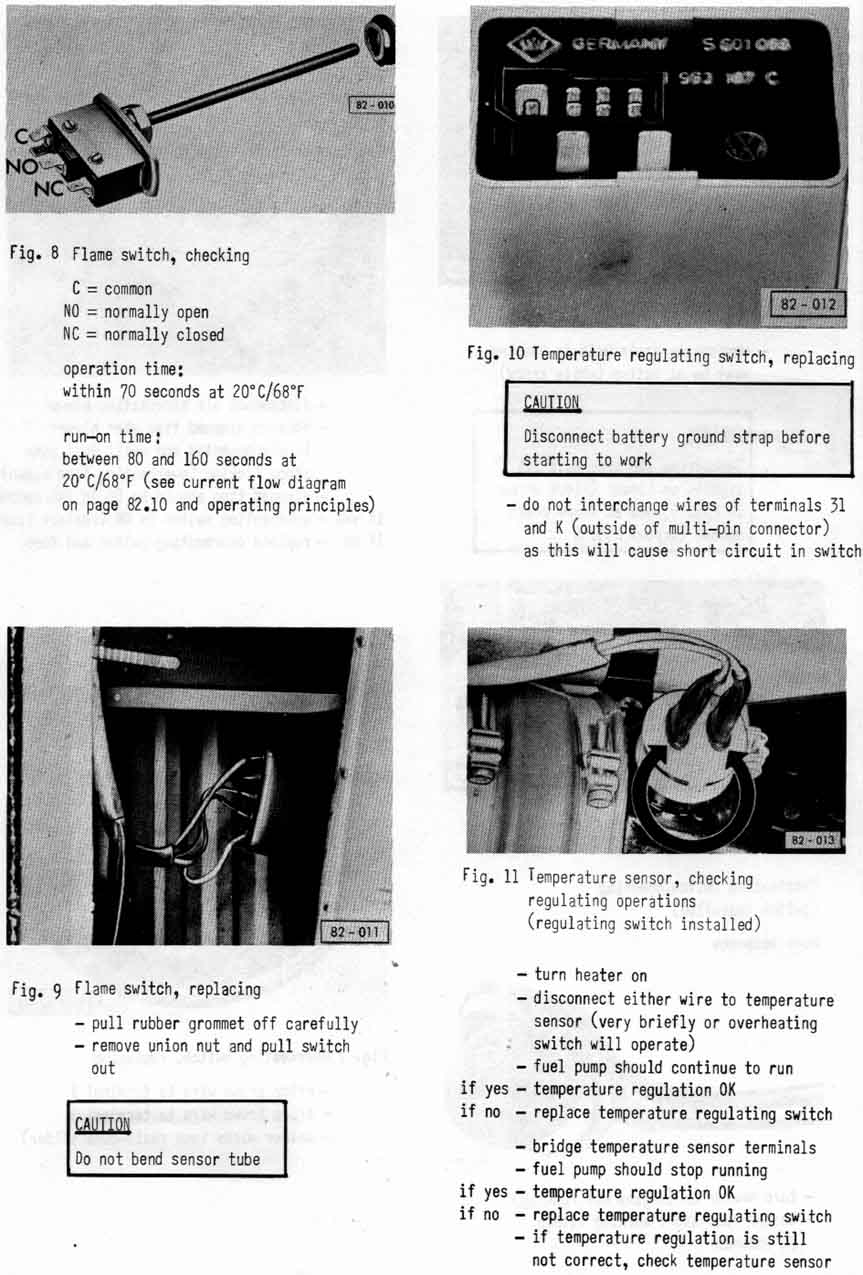 82 - 010
C
NO
NC
Fig. 8 Flame switch, checking
C = common
NO = normally open
NC = normally closed
operation time:
within 70 seconds at 20°C/68°F
run-on time:
between 80 and 160 seconds at
20°C/68°F (see current flow diagram
on page 82.10 and operating principles)
82 - 011
Fig. 9 Flame switch, replacing
- pull rubber grommet off carefully
- remove union nut and pull switch
out
CAUTION
Do not bend sensor tube
GERMANY
82 - 012
Fig. 10 Temperature regulating switch, replacing
CAUTION
Disconnect battery ground strap before
starting to work
- do not interchange wires of terminals 31
and K (outside of multi-pin connector)
as this will cause short circuit in switch
82 - 013
Fig. 11 Temperature sensor, checking
regulating operations
(regulating switch installed)
- turn heater on
- disconnect either wire to temperature
sensor (very briefly or overheating
switch will operate)
- fuel pump should continue to run
if yes - temperature regulation OK
if no - replace temperature regulating switch
- bridge temperature sensor terminals
- fuel pump should stop running
if yes - temperature regulation OK
if no - replace temperature regulating switch
- if temperature regulation is still
not correct, check temperature sensor